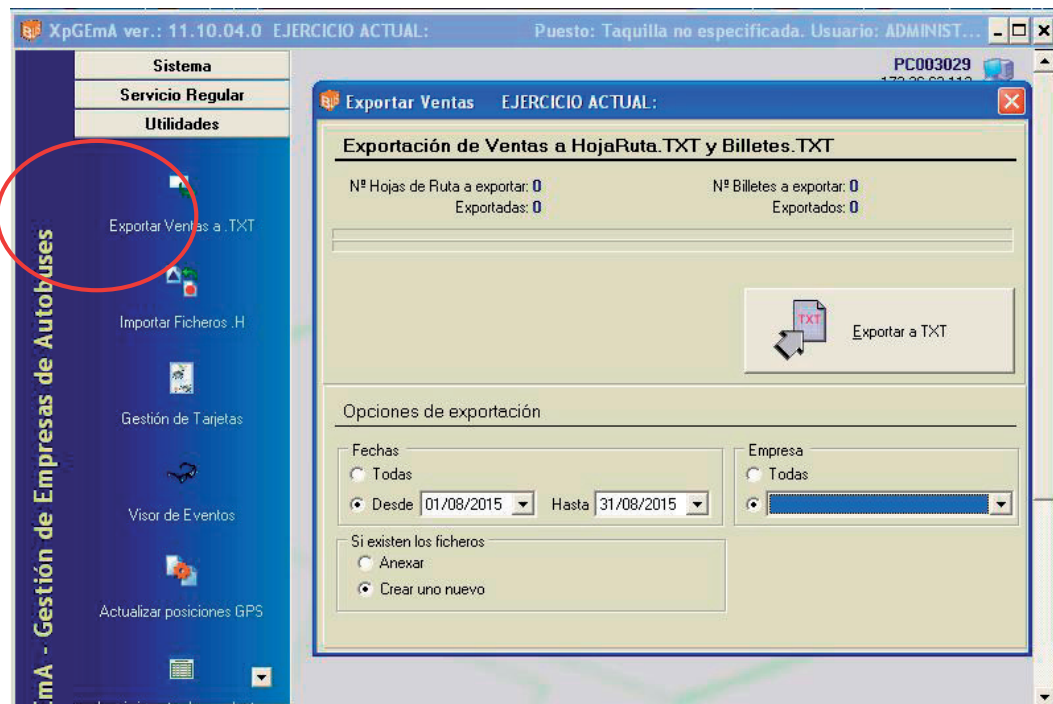 XpGEmA ver.: 11.10.04.0 EJERCICIO ACTUAL: Puesto: Taquilla no especificada. Usuario: ADMINIST...
Sistema
Servicio Regular
Utilidades
Exportar Ventas a .TXT
Importar Ficheros .H
Gestión de Tarjetas
Visor de Eventos
Actualizar posiciones GPS
EmA - Gestión de Empresas de Autobuses
PC003029
Exportar Ventas EJERCICIO ACTUAL:
Exportación de Ventas a HojaRuta.TXT y Billetes.TXT
Nº Hojas de Ruta a exportar: 0 Nº Billetes a exportar: 0
Exportadas: 0 Exportados: 0
TXT
Exportar a TXT
Opciones de exportación
Fechas Empresa
Todas Todas
Desde 01/08/2015 Hasta 31/08/2015
Si existen los ficheros
Anexar
Crear uno nuevo